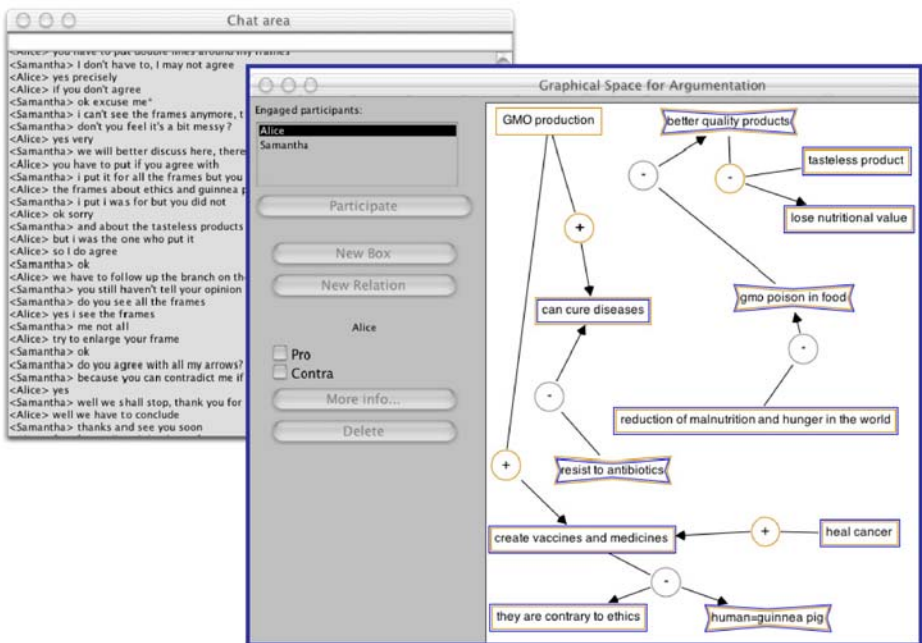 Chat area
<Alice> you have to put double lines around my frames
<Samantha> I don't have to, I may not agree
<Alice> yes precisely
<Alice> if you don't agree
<Samantha> ok excuse me"
<Samantha> i can't see the frames anymore, t
<Samantha> don't you feel it's a bit messy ?
<Alice> yes very
<Samantha> we will better discuss here, there
<Alice> you have to put if you agree with
<Samantha> i put it for all the frames but you
<Alice> the frames about ethics and guinnea p
<Samantha> i put i was for but you did not
<Alice> ok sorry
<Samantha> and about the tasteless products
<Alice> but i was the one who put it
<Alice> so I do agree
<Samantha> ok
<Alice> we have to follow up the branch on th
<Samantha> you still haven't tell your opinion
<Samantha> do you see all the frames
<Alice> yes i see the frames
<Samantha> me not all
<Alice> try to enlarge your frame
<Samantha> ok
<Samantha> do you agree with all my arrows?
<Samantha> because you can contradict me if
<Alice> yes
<Samantha> well we shall stop, thank you for
<Alice> well we have to conclude
<Samantha> thanks and see you soon
Graphical Space for Argumentation
Engaged participants:
Alice
Samantha
Participate
New Box
New Relation
Alice
Pro
Contra
More info...
Delete
GMO production
better quality products
tasteless product
-
-
lose nutritional value
+
gmo poison in food
can cure diseases
-
-
reduction of malnutrition and hunger in the world
+
resist to antibiotics
create vaccines and medicines
+
heal cancer
-
they are contrary to ethics
human=guinnea pig